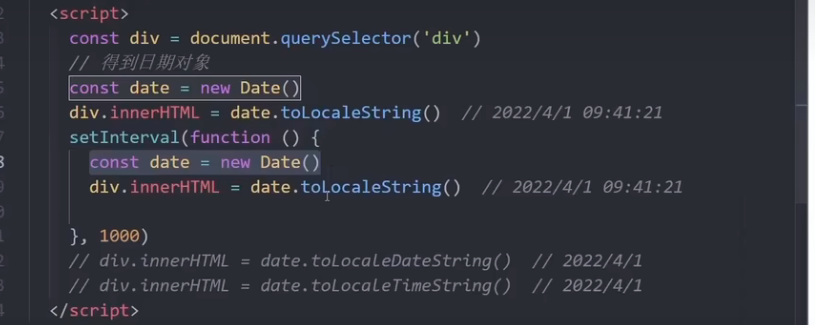 <script>
const div = document.querySelector('div')
// 得到日期对象
const date = new Date()
div.innerHTML = date.toLocaleString()  // 2022/4/1 09:41:21
setInterval(function () {
const date = new Date()
div.innerHTML = date.toLocaleString()  // 2022/4/1 09:41:21
}, 1000)
// div.innerHTML = date.toLocaleDateString()  // 2022/4/1
// div.innerHTML = date.toLocaleTimeString()  // 2022/4/1
</script>